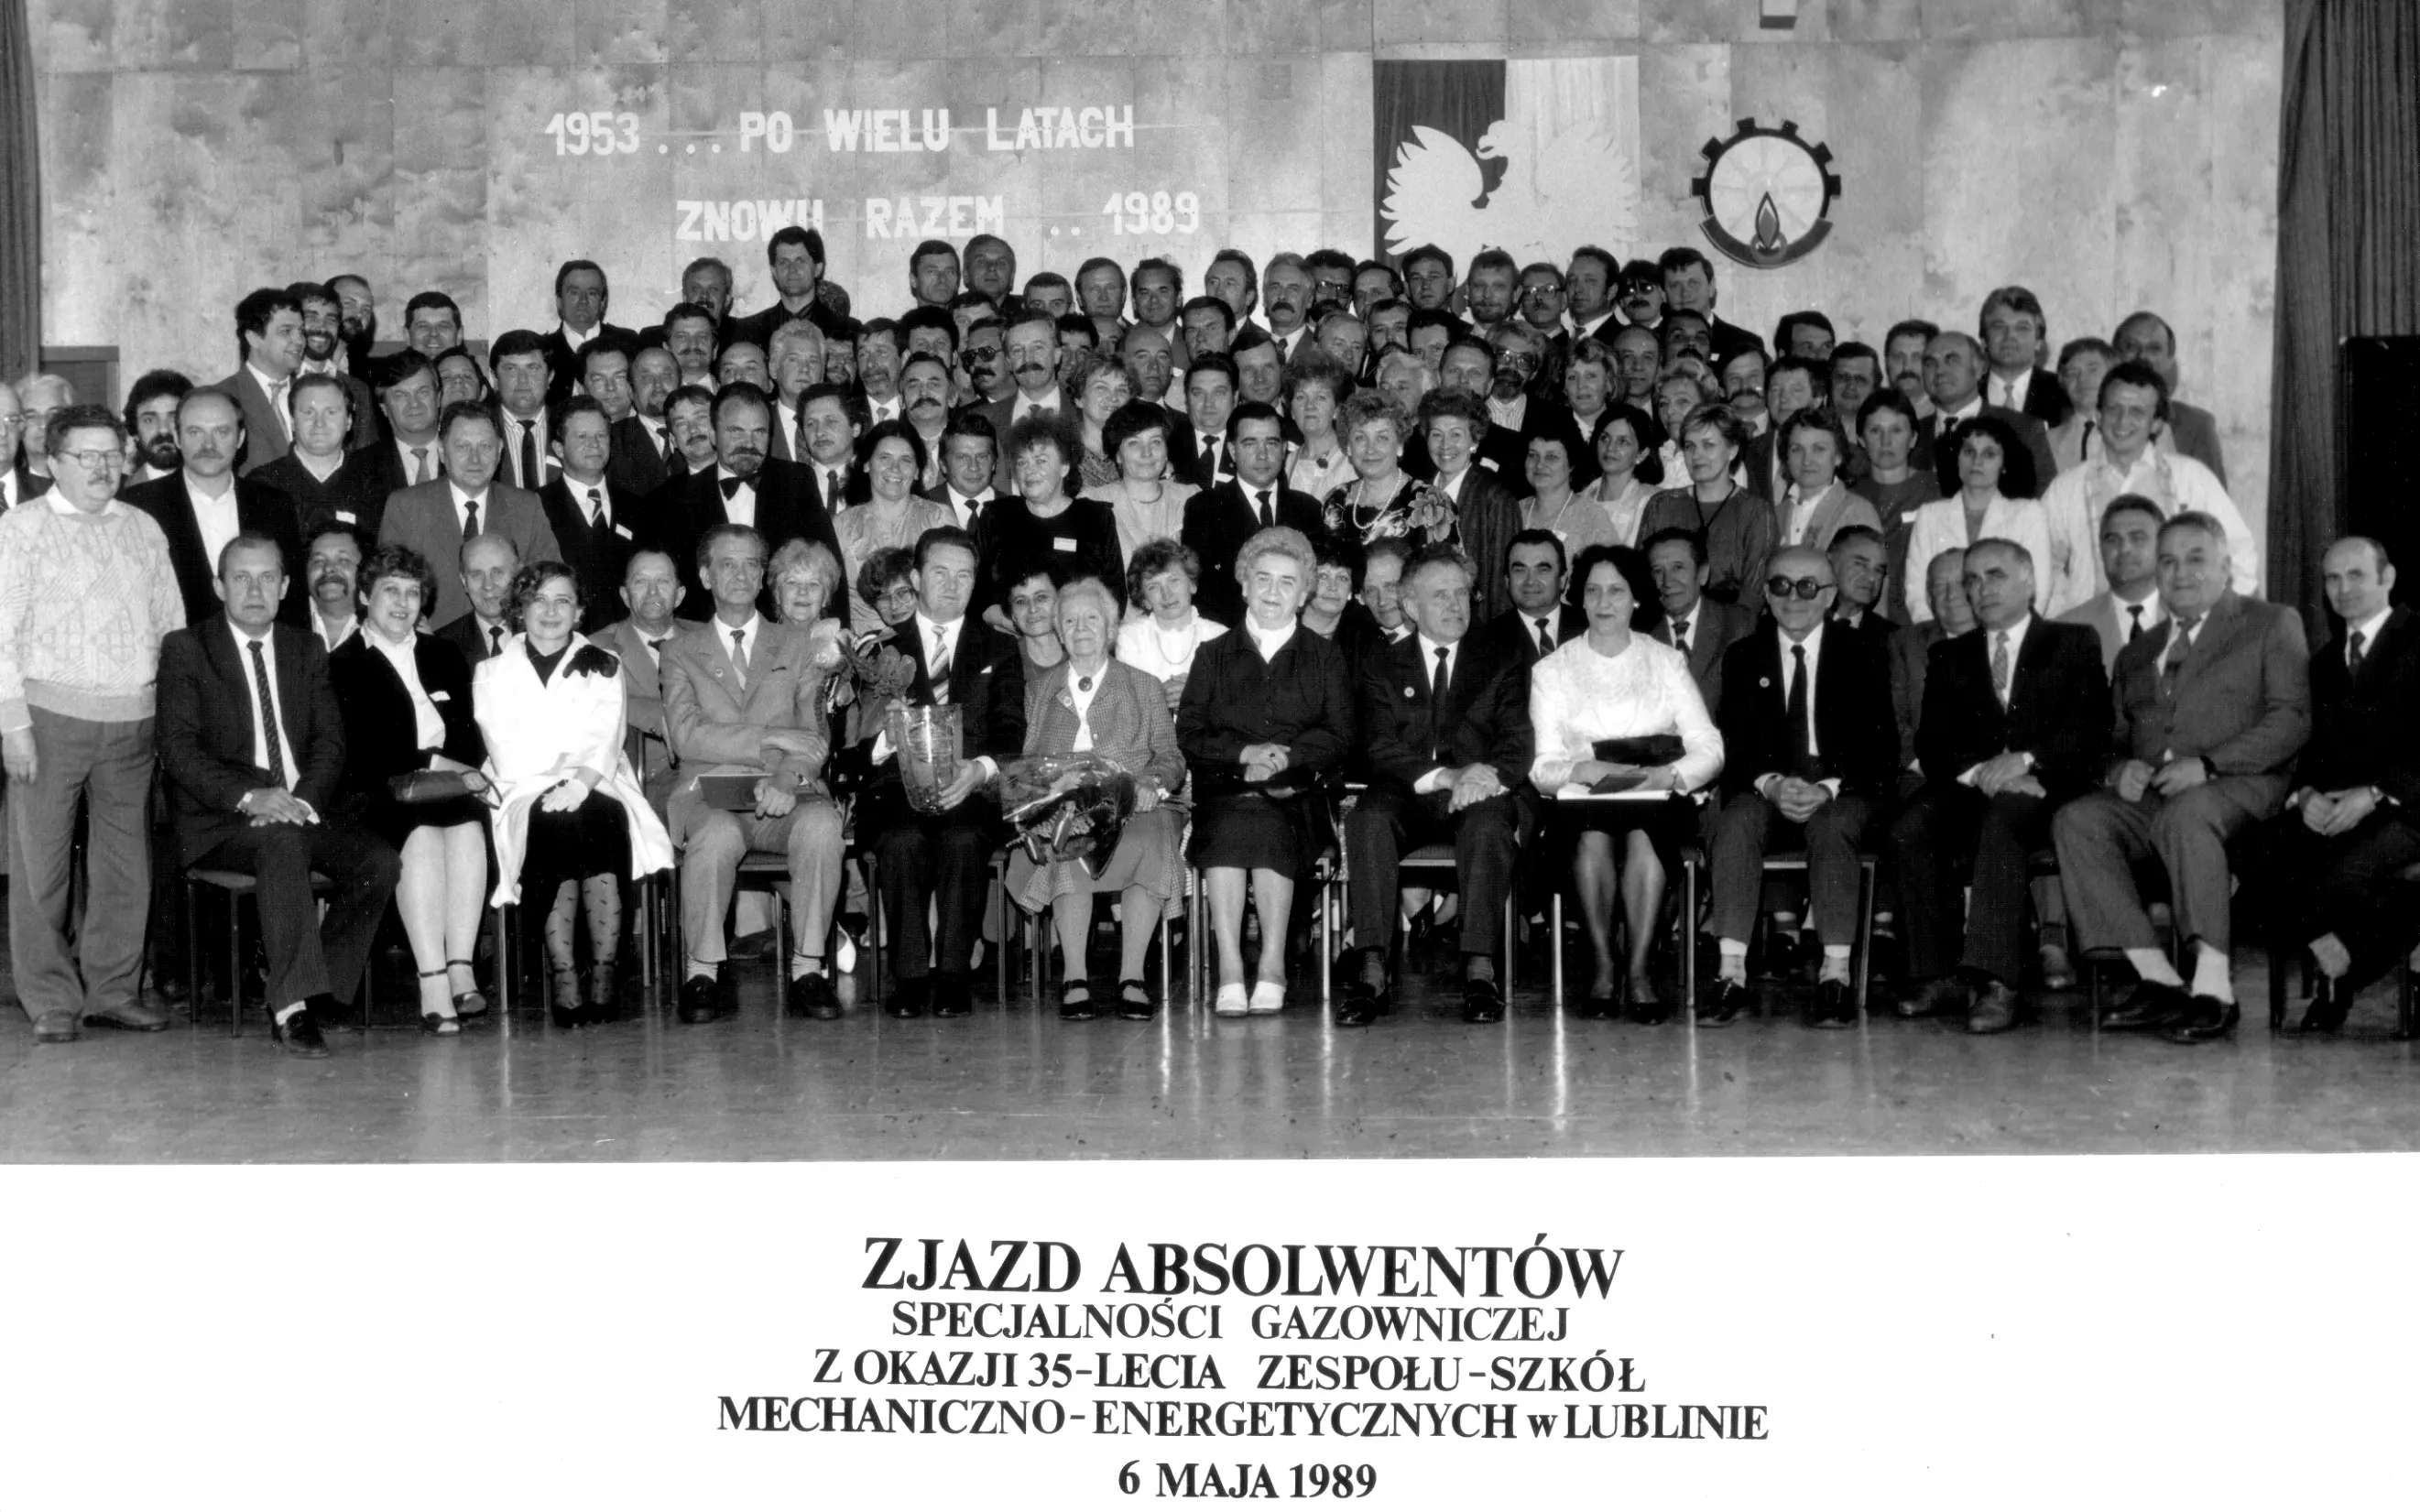 1953 ... PO WIELU LATACH
ZNOWU RAZEM .. 1989
ZJAZD ABSOLWENTÓW
SPECJALNOŚCI GAZOWNICZEJ
Z OKAZJI 35-LECIA ZESPOŁU-SZKÓŁ
MECHANICZNO-ENERGETYCZNYCH w LUBLINIE
6 MAJA 1989